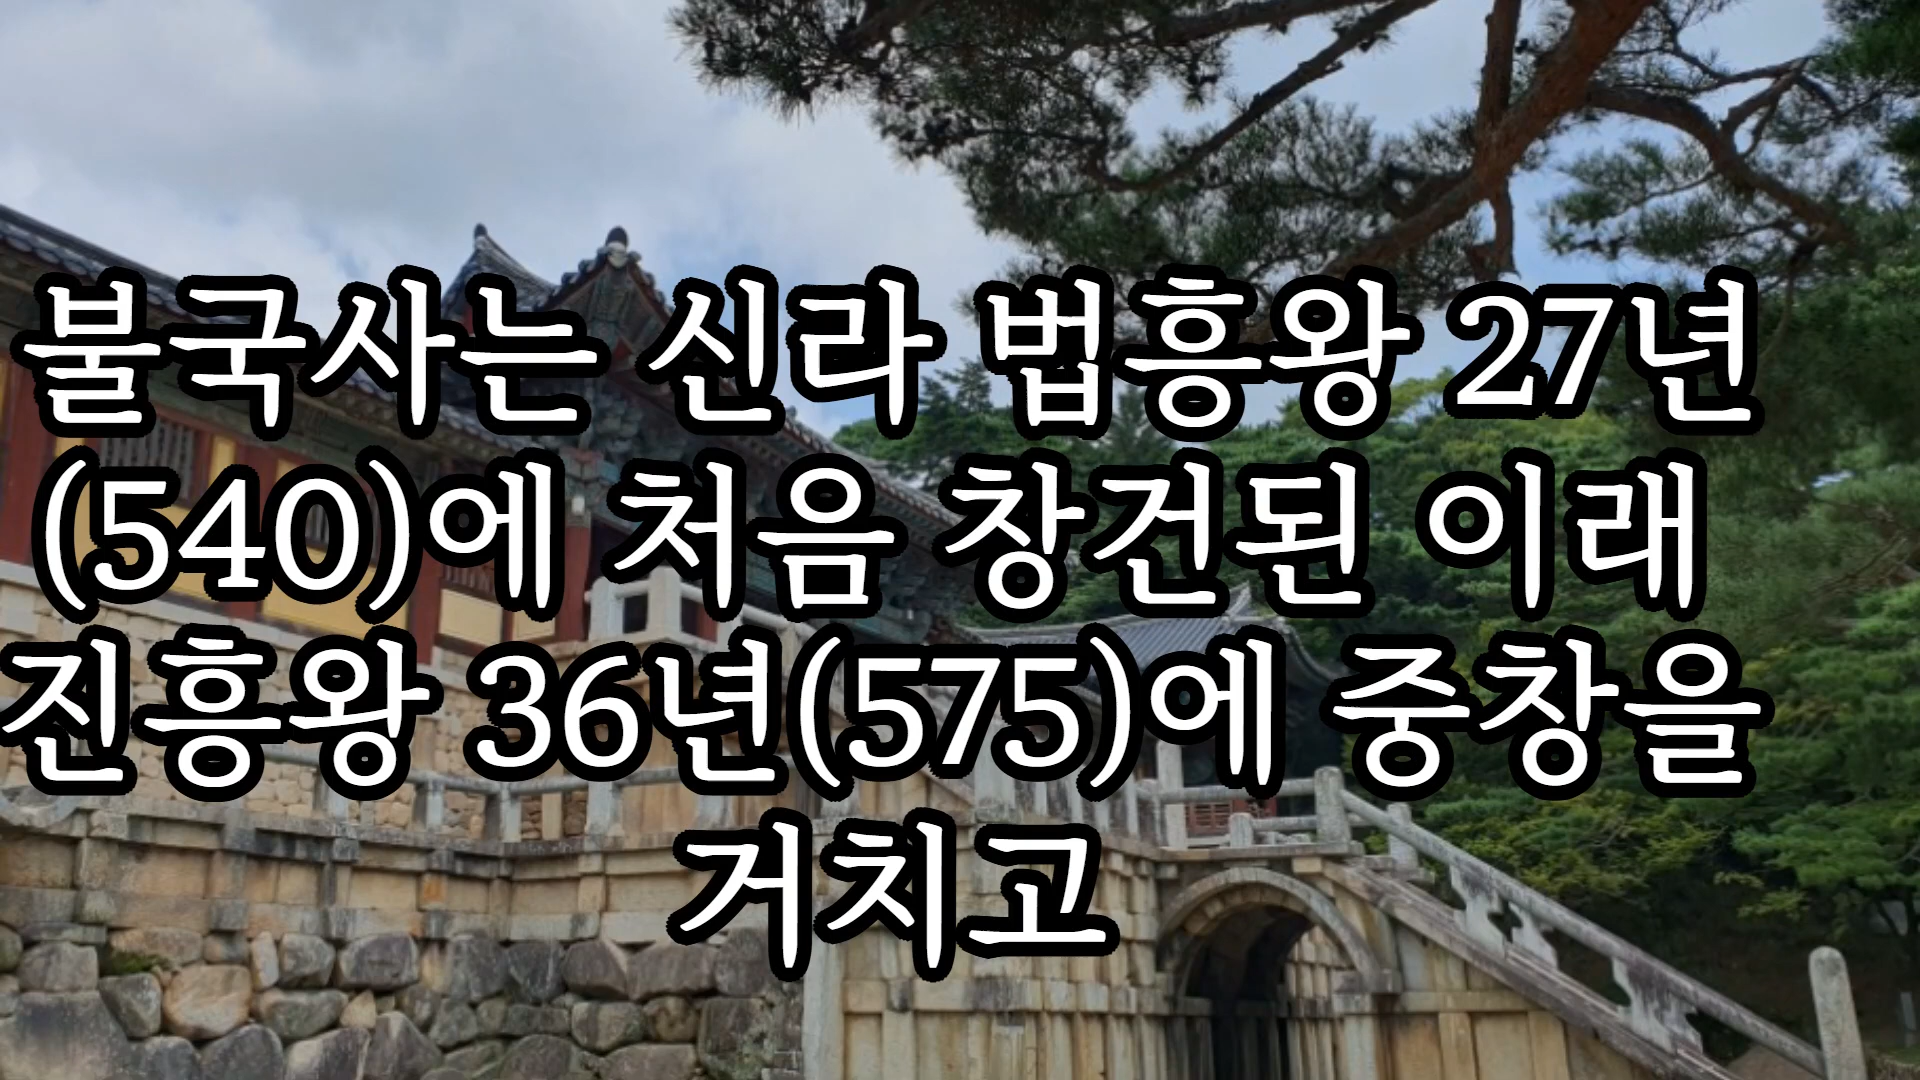 불국사는 신라 법흥왕 27년
(540)에 처음 창건된 이래
진흥왕 36년(575)에 중창을
거치고